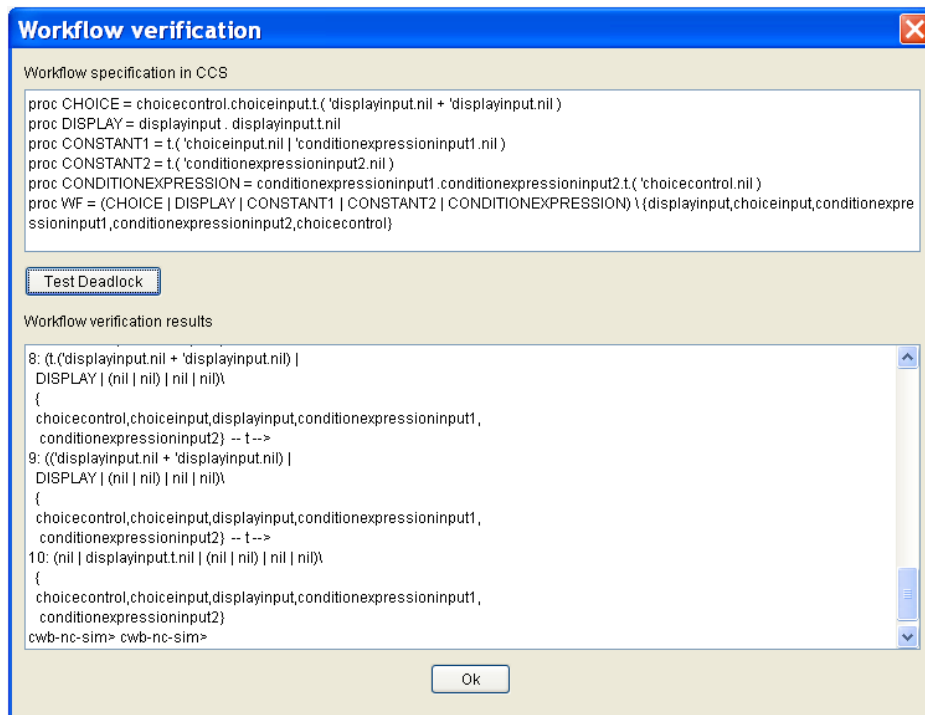 Workflow verification
Workflow specification in CCS
proc CHOICE = choicecontrol.choiceinput.t.( 'displayinput.nil + 'displayinput.nil )
proc DISPLAY = displayinput . displayinput.t.nil
proc CONSTANT1 = t.( 'choiceinput.nil | 'conditionexpressioninput1.nil )
proc CONSTANT2 = t.( 'conditionexpressioninput2.nil )
proc CONDITIONEXPRESSION = conditionexpressioninput1.conditionexpressioninput2.t.( 'choicecontrol.nil )
proc WF = (CHOICE | DISPLAY | CONSTANT1 | CONSTANT2 | CONDITIONEXPRESSION) \ {displayinput,choiceinput,conditionexpre
ssioninput1,conditionexpressioninput2,choicecontrol}
Test Deadlock
Workflow verification results
8: (t.('displayinput.nil + 'displayinput.nil) |
DISPLAY | (nil | nil) | nil | nil)\
{
choicecontrol,choiceinput,displayinput,conditionexpressioninput1,
conditionexpressioninput2} -- t -->
9: (('displayinput.nil + 'displayinput.nil) |
DISPLAY | (nil | nil) | nil | nil)\
{
choicecontrol,choiceinput,displayinput,conditionexpressioninput1,
conditionexpressioninput2} -- t -->
10: (nil | displayinput.t.nil | (nil | nil) | nil | nil)\
{
choicecontrol,choiceinput,displayinput,conditionexpressioninput1,
conditionexpressioninput2}
cwb-nc-sim> cwb-nc-sim>
Ok